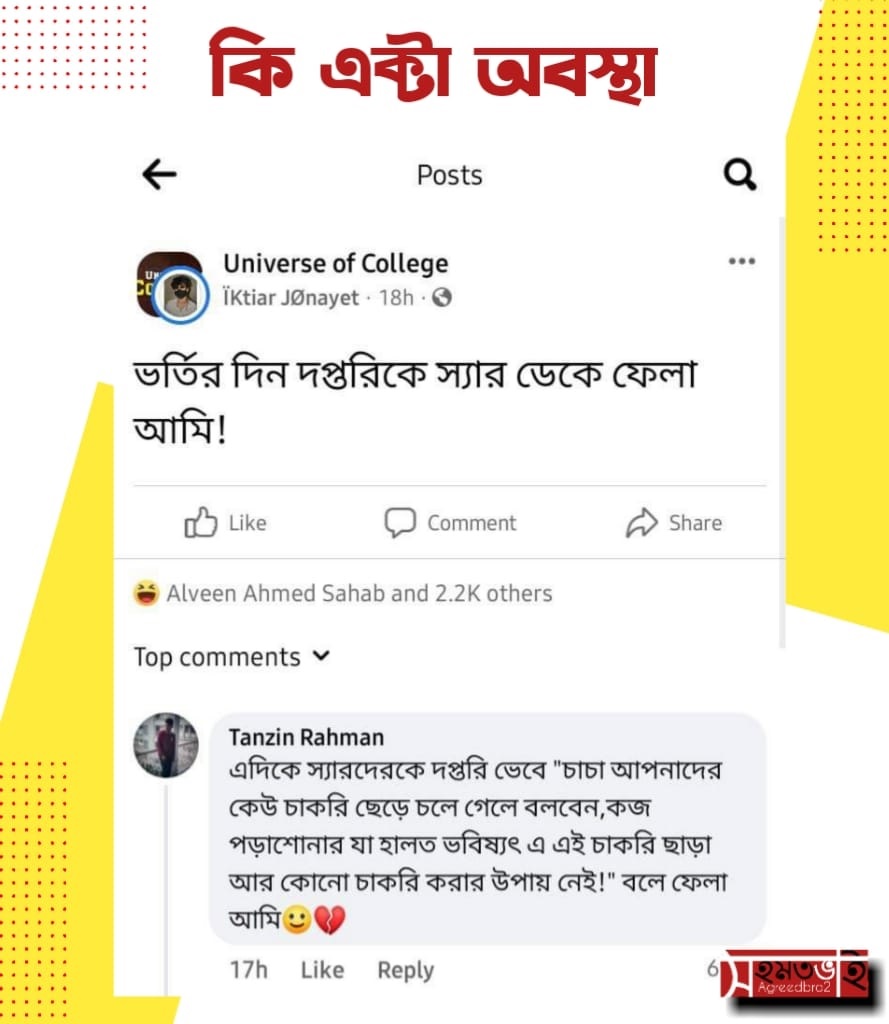 কি একটা অবস্থা
Posts
Universe of College
ÏKtiar JØnayet · 18h ·
ভর্তির দিন দপ্তরিকে স্যার ডেকে ফেলা
আমি!
Like Comment Share
Alveen Ahmed Sahab and 2.2K others
Top comments
Tanzin Rahman
এদিকে স্যারদেরকে দপ্তরি ভেবে "চাচা আপনাদের
কেউ চাকরি ছেড়ে চলে গেলে বলবেন,কজ
পড়াশোনার যা হালত ভবিষ্যৎ এ এই চাকরি ছাড়া
আর কোনো চাকরি করার উপায় নেই!" বলে ফেলা
আমি🙂💔
17h Like Reply 6
সহমতভাই
Agreedbro2